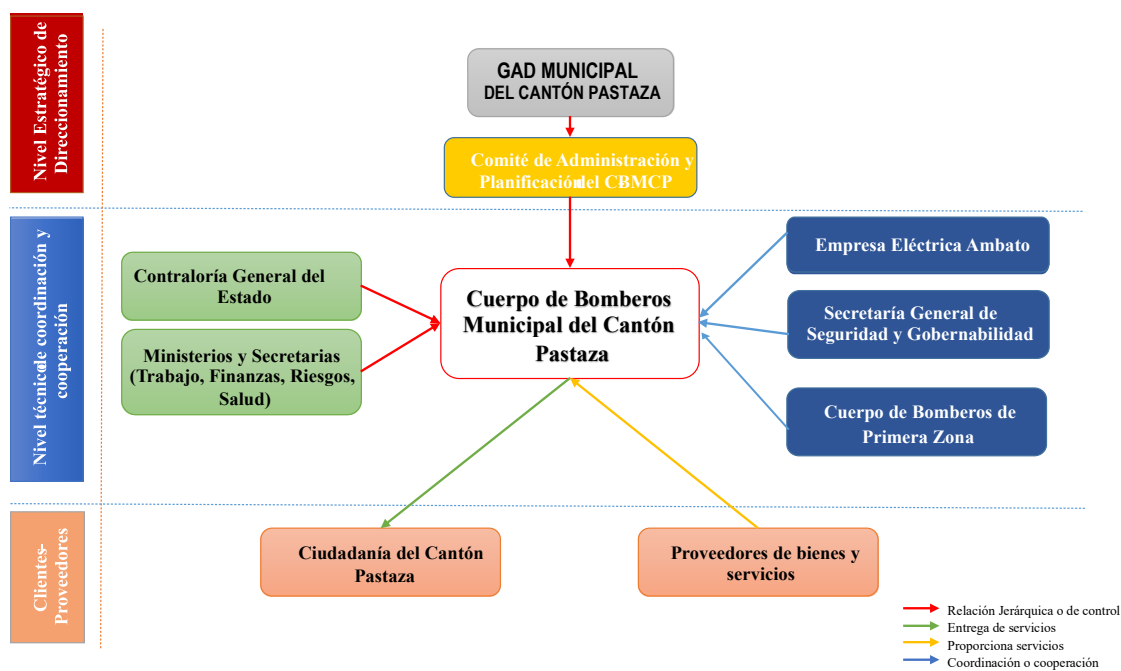 Nivel Estratégico de
Direccionamiento
GAD MUNICIPAL
DEL CANTÓN PASTAZA
Comité de Administración y
Planificación del CBMCP
Nivel técnico de coordinación y
cooperación
Contraloría General del
Estado
Ministerios y Secretarias
(Trabajo, Finanzas, Riesgos,
Salud)
Cuerpo de Bomberos
Municipal del Cantón
Pastaza
Empresa Eléctrica Ambato
Secretaría General de
Seguridad y Gobernabilidad
Cuerpo de Bomberos de
Primera Zona
Clientes-
Proveedores
Ciudadanía del Cantón
Pastaza
Proveedores de bienes y
servicios
Relación Jerárquica o de control
Entrega de servicios
Proporciona servicios
Coordinación o cooperación